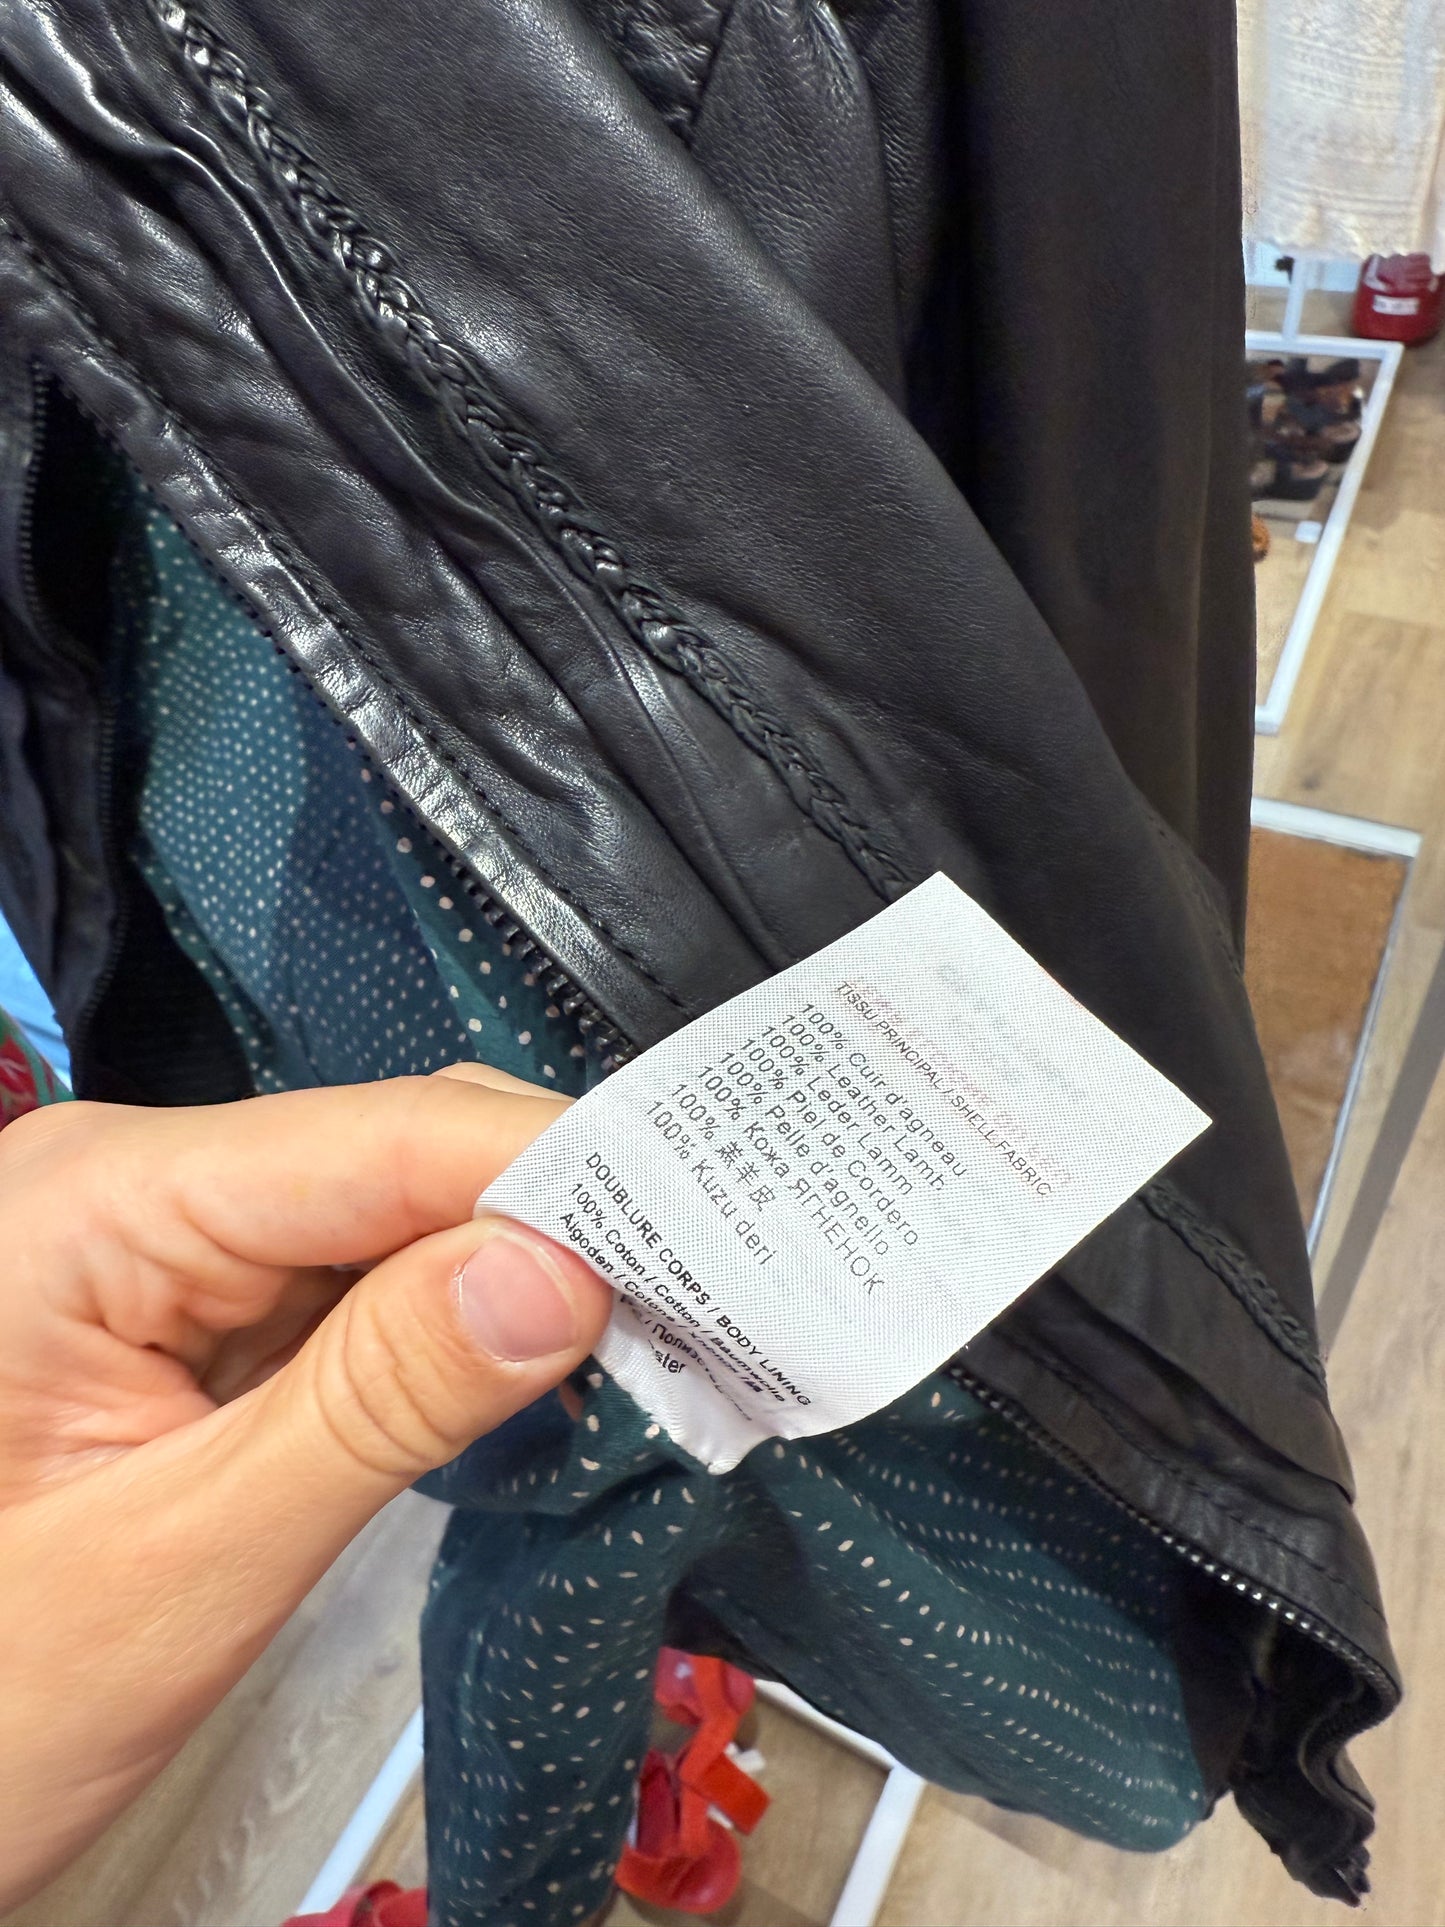 TISSU PRINCIPAL / SHELL FABRIC
100% Cuir d'agneau
100% Leather Lamb
100% Leder Lamm
100% Piel de Cordero
100% Pelle d'agnello
100% Кожа ЯГНЕНОК
100% 羔羊皮
100% Kuzu deri
DOUBLURE CORPS / BODY LINING
100% Coton / Cotton / Baumwolle
Algoden / Cotone /